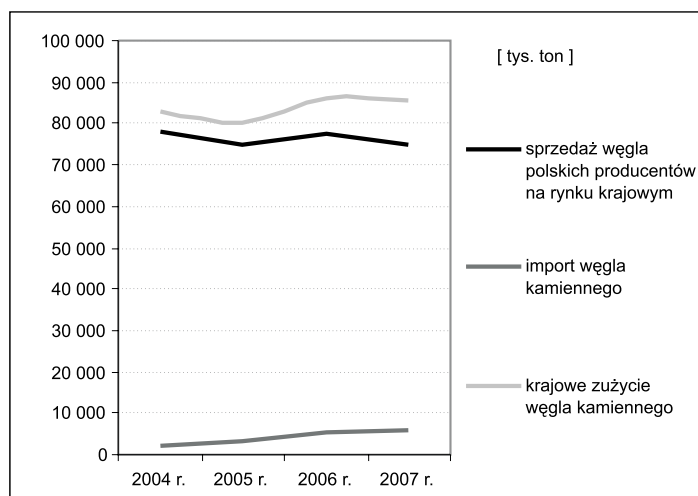 100 000
90 000
80 000
70 000
60 000
50 000
40 000
30 000
20 000
10 000
0
2004 r. 2005 r. 2006 r. 2007 r.
[ tys. ton ]
sprzedaż węgla
polskich producentów
na rynku krajowym
import węgla
kamiennego
krajowe zużycie
węgla kamiennego